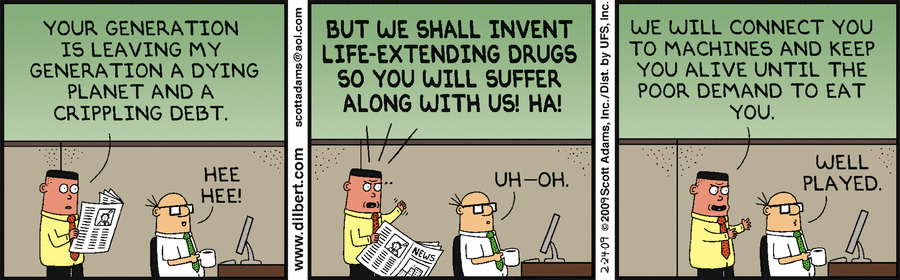 YOUR GENERATION
IS LEAVING MY
GENERATION A DYING
PLANET AND A
CRIPPLING DEBT.
HEE
HEE!
www.dilbert.com
scottadams@aol.com
BUT WE SHALL INVENT
LIFE-EXTENDING DRUGS
SO YOU WILL SUFFER
ALONG WITH US! HA!
UH-OH.
NEWS
2-24-09 © 2009 Scott Adams, Inc./Dist. by UFS, Inc.
WE WILL CONNECT YOU
TO MACHINES AND KEEP
YOU ALIVE UNTIL THE
POOR DEMAND TO EAT
YOU.
WELL
PLAYED.